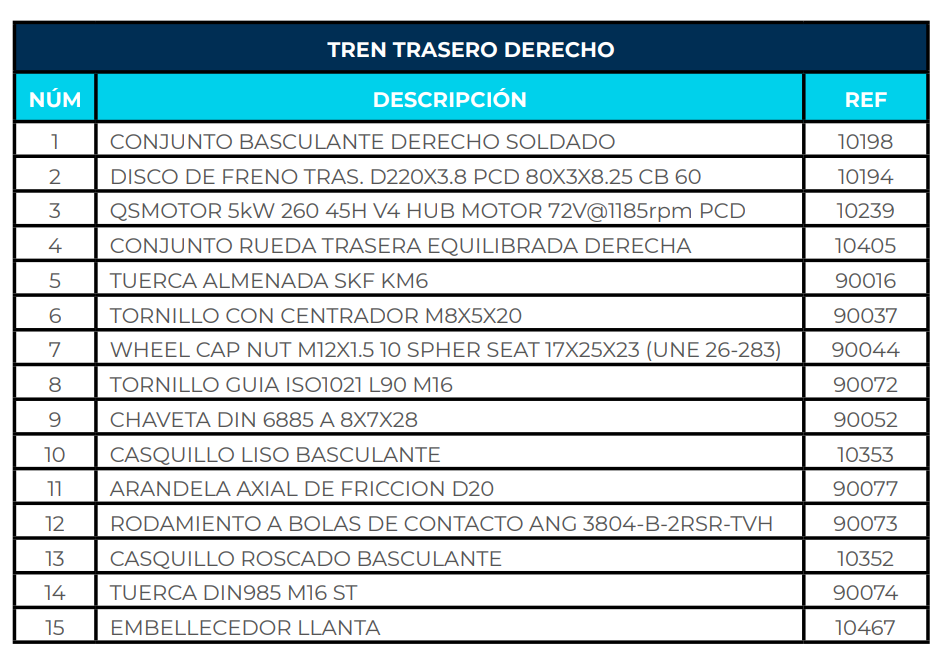 TREN TRASERO DERECHO
NÚM DESCRIPCIÓN REF
1 CONJUNTO BASCULANTE DERECHO SOLDADO 10198
2 DISCO DE FRENO TRAS. D220X3.8 PCD 80X3X8.25 CB 60 10194
3 QSMOTOR 5kW 260 45H V4 HUB MOTOR 72V@1185rpm PCD 10239
4 CONJUNTO RUEDA TRASERA EQUILIBRADA DERECHA 10405
5 TUERCA ALMENADA SKF KM6 90016
6 TORNILLO CON CENTRADOR M8X5X20 90037
7 WHEEL CAP NUT M12X1.5 10 SPHER SEAT 17X25X23 (UNE 26-283) 90044
8 TORNILLO GUIA ISO1021 L90 M16 90072
9 CHAVETA DIN 6885 A 8X7X28 90052
10 CASQUILLO LISO BASCULANTE 10353
11 ARANDELA AXIAL DE FRICCION D20 90077
12 RODAMIENTO A BOLAS DE CONTACTO ANG 3804-B-2RSR-TVH 90073
13 CASQUILLO ROSCADO BASCULANTE 10352
14 TUERCA DIN985 M16 ST 90074
15 EMBELLECEDOR LLANTA 10467